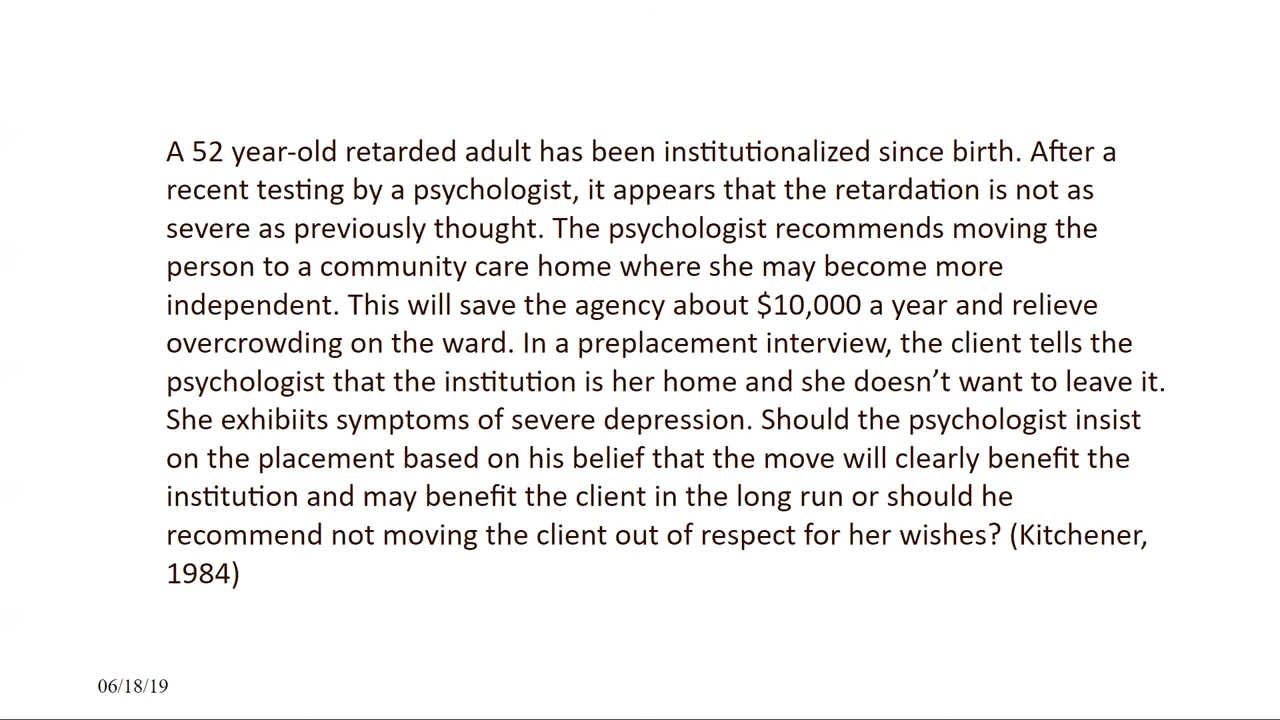 A 52 year-old retarded adult has been institutionalized since birth. After a
recent testing by a psychologist, it appears that the retardation is not as
severe as previously thought. The psychologist recommends moving the
person to a community care home where she may become more
independent. This will save the agency about $10,000 a year and relieve
overcrowding on the ward. In a preplacement interview, the client tells the
psychologist that the institution is her home and she doesn’t want to leave it.
She exhibiits symptoms of severe depression. Should the psychologist insist
on the placement based on his belief that the move will clearly benefit the
institution and may benefit the client in the long run or should he
recommend not moving the client out of respect for her wishes? (Kitchener,
1984)
06/18/19